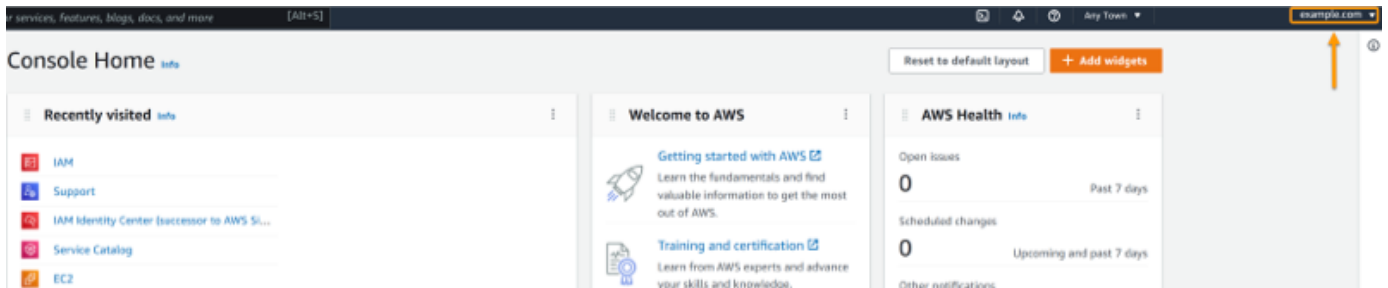 r services, features, blogs, docs, and more [Alt+S] Any Town ▼ example.com ▼
Console Home Info
Reset to default layout + Add widgets
Recently visited Info
IAM
Support
IAM Identity Center (successor to AWS Si...
Service Catalog
EC2
Welcome to AWS
Getting started with AWS
Learn the fundamentals and find
valuable information to get the most
out of AWS.
Training and certification
Learn from AWS experts and advance
your skills and knowledge.
AWS Health Info
Open issues
0 Past 7 days
Scheduled changes
0 Upcoming and past 7 days
Other notifications